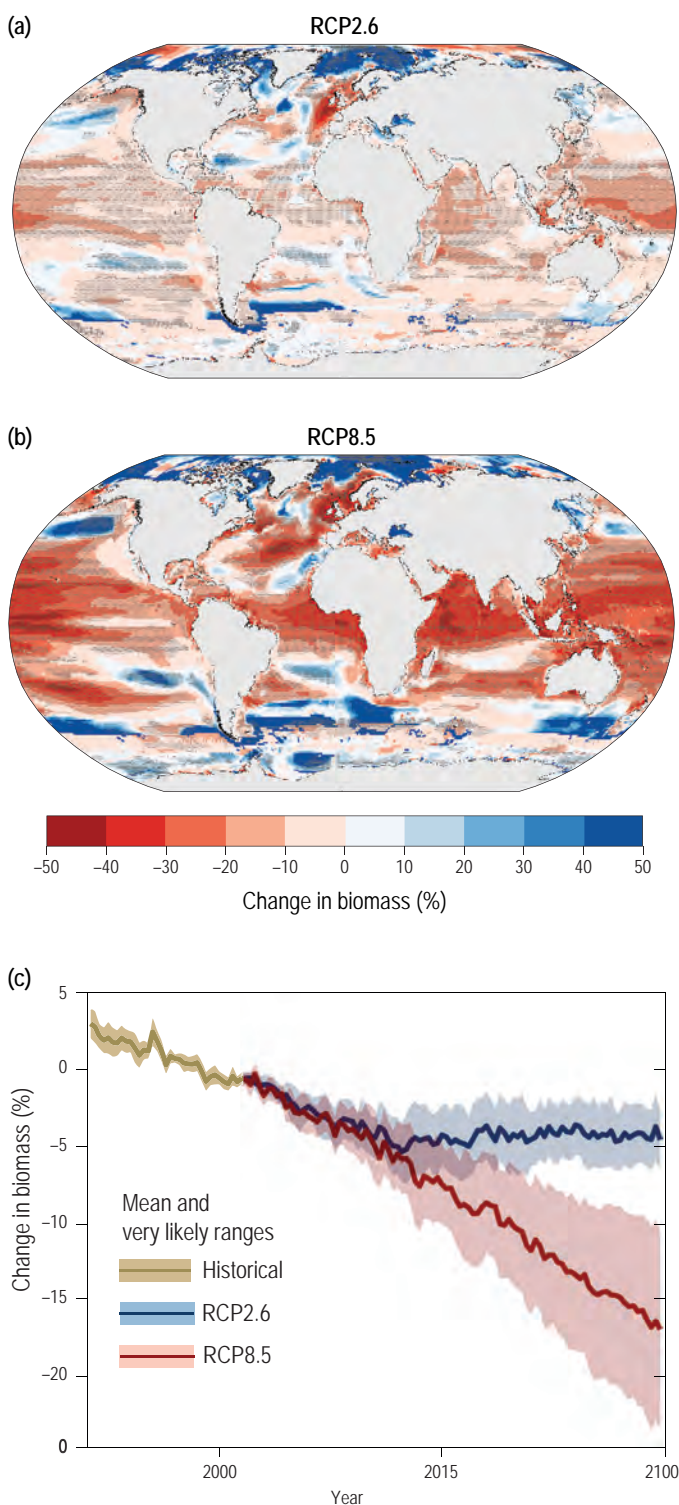 (a)
RCP2.6
(b)
RCP8.5
−50 −40 −30 −20 −10 0 10 20 30 40 50
Change in biomass (%)
(c)
5
0
−5
−10
−15
−20
0
Change in biomass (%)
Mean and
very likely ranges
Historical
RCP2.6
RCP8.5
2000 2015 2100
Year